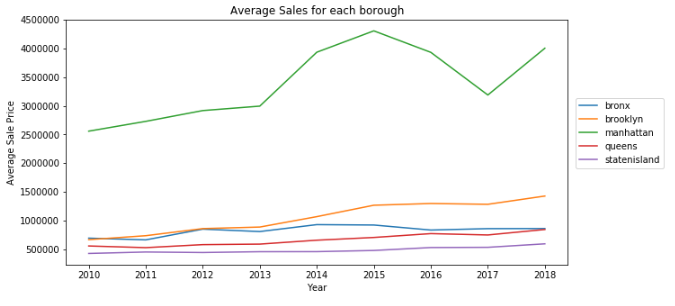 Average Sales for each borough
Average Sale Price
4500000
4000000
3500000
3000000
2500000
2000000
1500000
1000000
500000
2010 2011 2012 2013 2014 2015 2016 2017 2018
Year
bronx
brooklyn
manhattan
queens
statenisland